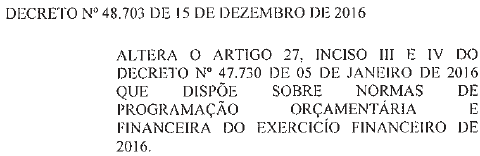 DECRETO Nº 48.703 DE 15 DE DEZEMBRO DE 2016
ALTERA O ARTIGO 27, INCISO III E IV DO
DECRETO Nº 47.730 DE 05 DE JANEIRO DE 2016
QUE DISPÕE SOBRE NORMAS DE
PROGRAMAÇÃO ORÇAMENTÁRIA E
FINANCEIRA DO EXERCICÍO FINANCEIRO DE
2016.